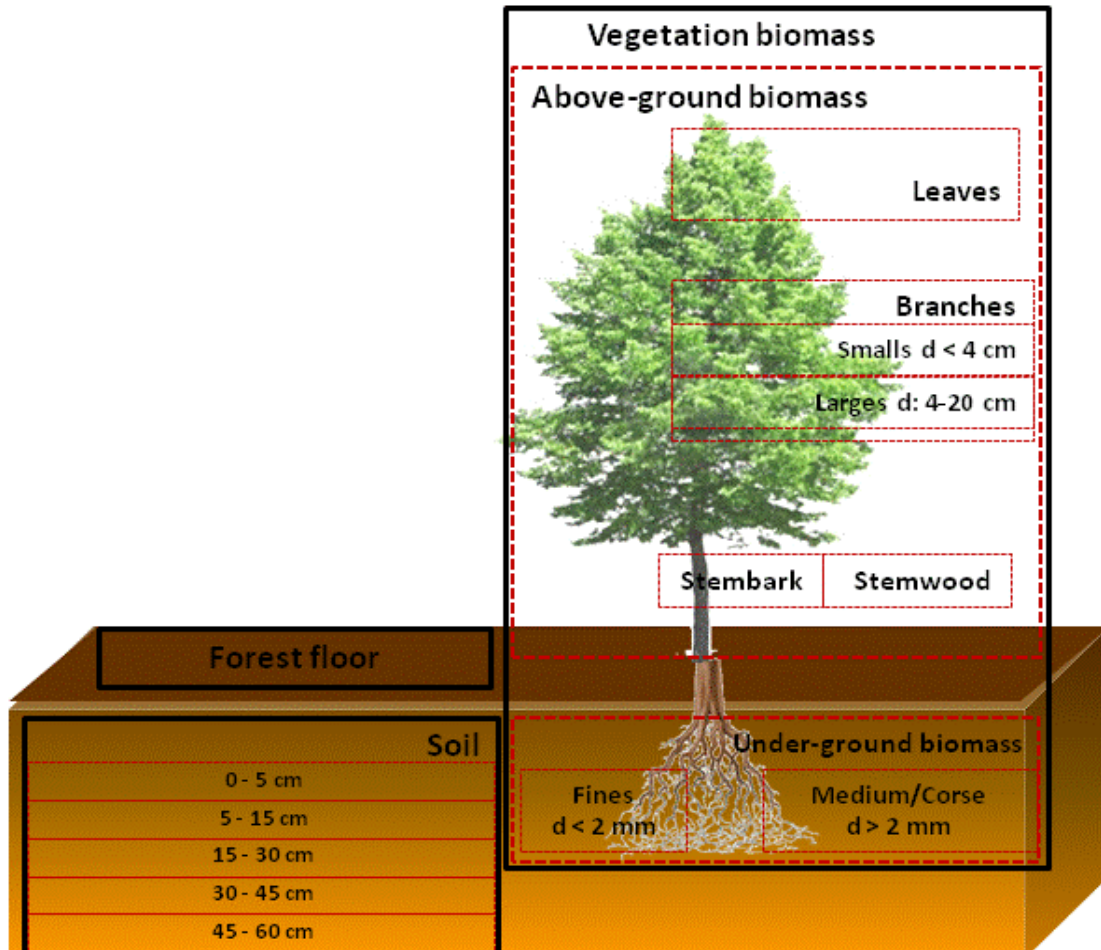 Vegetation biomass
Above-ground biomass
Leaves
Branches
Smalls d < 4 cm
Larges d: 4-20 cm
Stembark
Stemwood
Forest floor
Soil
0 - 5 cm
5 - 15 cm
15 - 30 cm
30 - 45 cm
45 - 60 cm
Under-ground biomass
Fines
d < 2 mm
Medium/Corse
d > 2 mm